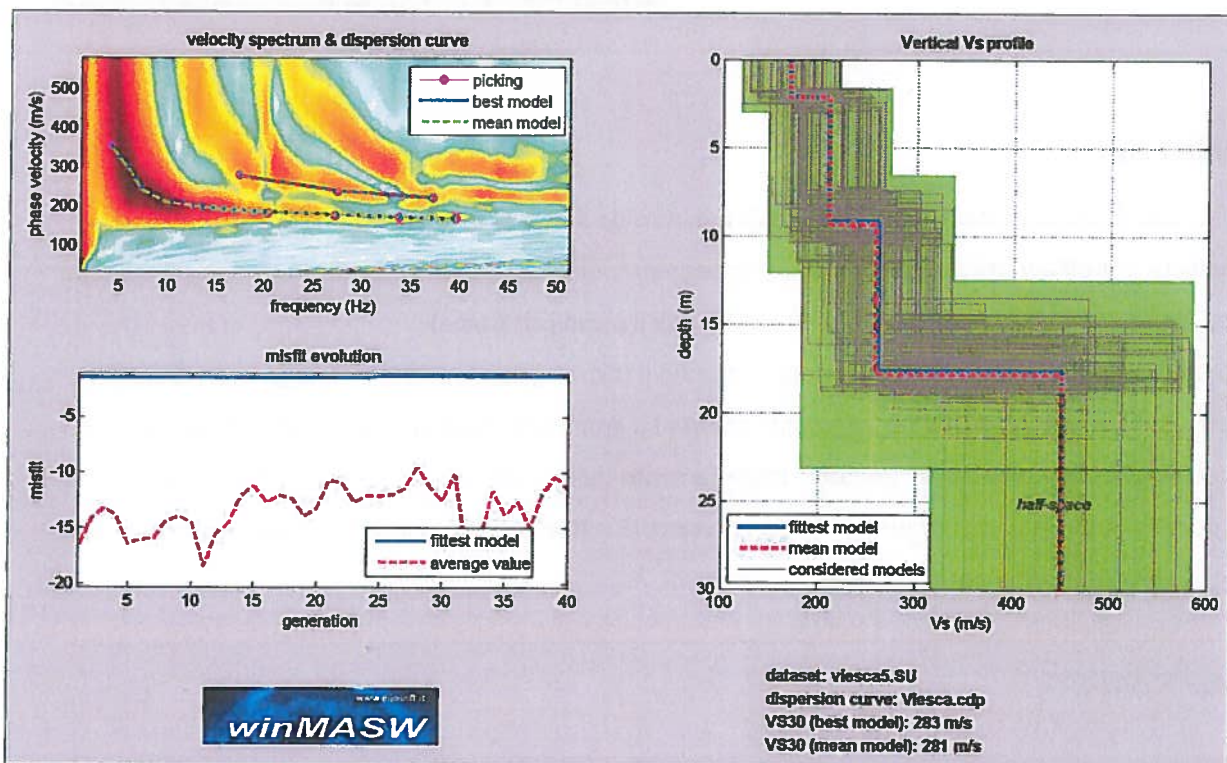 velocity spectrum & dispersion curve
phase velocity (m/s)
500
400
300
200
100
picking
best model
mean model
5 10 15 20 25 30 35 40 45 50
frequency (Hz)
misfit evolution
misfit
-5
-10
-15
-20
fittest model
average value
5 10 15 20 25 30 35 40
generation
winMASW
Vertical Vs profile
depth (m)
0
5
10
15
20
25
30
half-space
fittest model
mean model
considered models
100 200 300 400 500 600
Vs (m/s)
dataset: viesca5.SU
dispersion curve: Viesca.cdp
VS30 (best model): 283 m/s
VS30 (mean model): 281 m/s